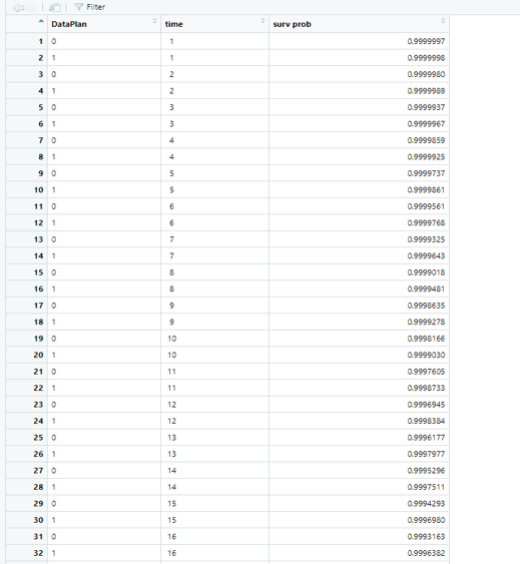 Filter
DataPlan time surv prob
1 0 1 0.9999997
2 1 1 0.9999998
3 0 2 0.9999980
4 1 2 0.9999989
5 0 3 0.9999937
6 1 3 0.9999967
7 0 4 0.9999859
8 1 4 0.9999925
9 0 5 0.9999737
10 1 5 0.9999861
11 0 6 0.9999561
12 1 6 0.9999768
13 0 7 0.9999325
14 1 7 0.9999643
15 0 8 0.9999018
16 1 8 0.9999481
17 0 9 0.9998635
18 1 9 0.9999278
19 0 10 0.9998166
20 1 10 0.9999030
21 0 11 0.9997605
22 1 11 0.9998733
23 0 12 0.9996945
24 1 12 0.9998384
25 0 13 0.9996177
26 1 13 0.9997977
27 0 14 0.9995296
28 1 14 0.9997511
29 0 15 0.9994293
30 1 15 0.9996980
31 0 16 0.9993163
32 1 16 0.9996382